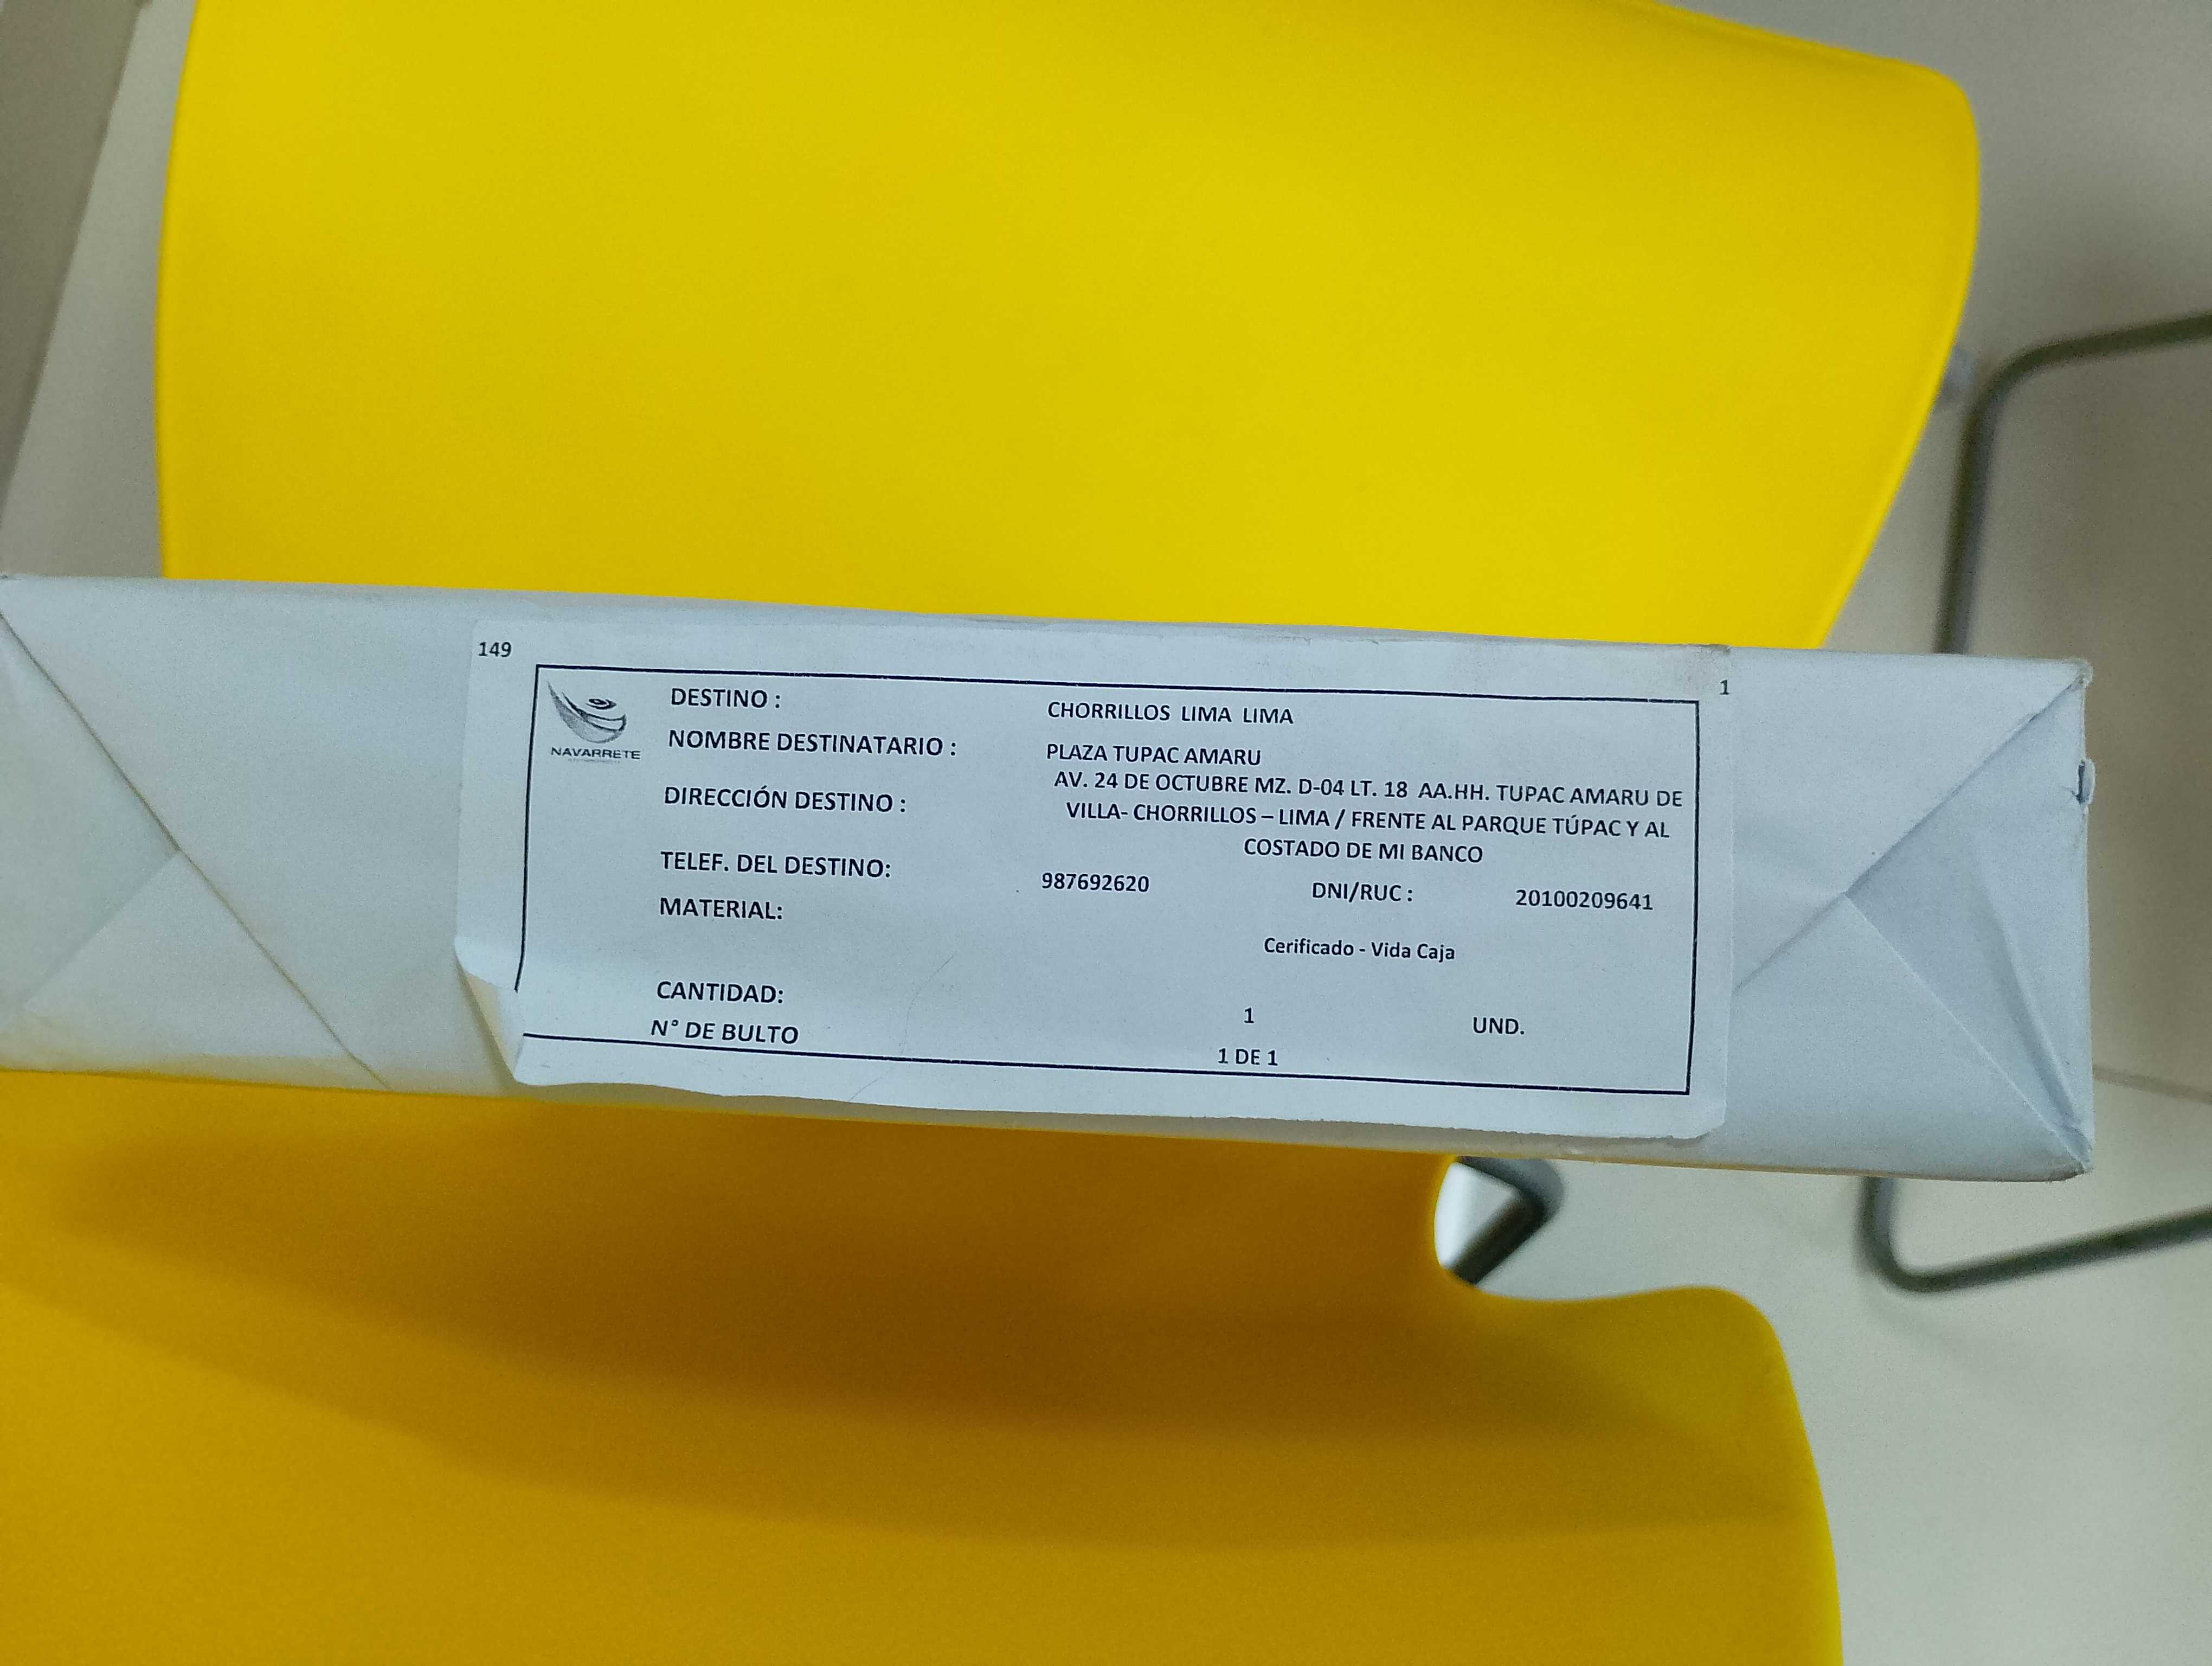 149
1
NAVARRETE
DESTINO : CHORRILLOS LIMA LIMA
NOMBRE DESTINATARIO : PLAZA TUPAC AMARU
DIRECCIÓN DESTINO : AV. 24 DE OCTUBRE MZ. D-04 LT. 18 AA.HH. TUPAC AMARU DE
VILLA- CHORRILLOS – LIMA / FRENTE AL PARQUE TÚPAC Y AL
COSTADO DE MI BANCO
TELEF. DEL DESTINO: 987692620 DNI/RUC : 20100209641
MATERIAL:
Cerificado - Vida Caja
CANTIDAD: 1 UND.
N° DE BULTO 1 DE 1